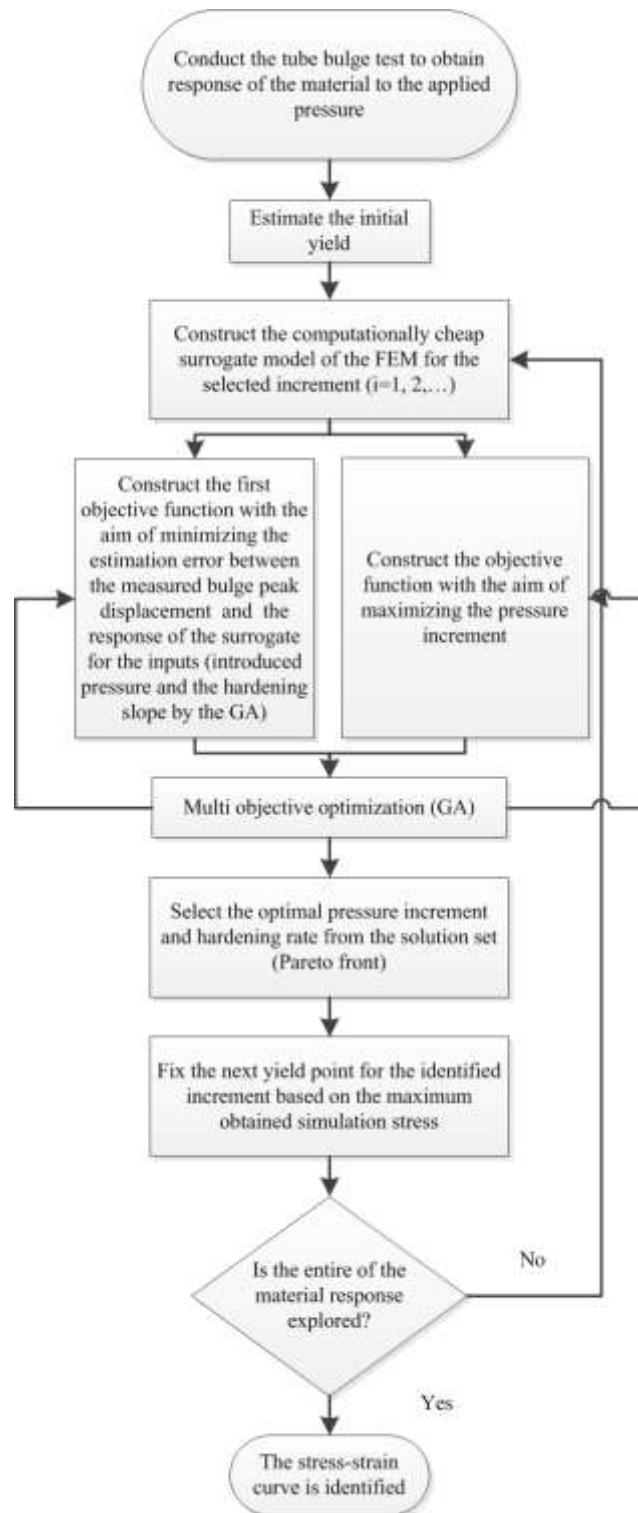 Conduct the tube bulge test to obtain
response of the material to the applied
pressure
Estimate the initial
yield
Construct the computationally cheap
surrogate model of the FEM for the
selected increment (i=1, 2,...)
Construct the first
objective function with the
aim of minimizing the
estimation error between
the measured bulge peak
displacement and the
response of the surrogate
for the inputs (introduced
pressure and the hardening
slope by the GA)
Construct the objective
function with the aim of
maximizing the pressure
increment
Multi objective optimization (GA)
Select the optimal pressure increment
and hardening rate from the solution set
(Pareto front)
Fix the next yield point for the identified
increment based on the maximum
obtained simulation stress
Is the entire of the
material response
explored?
No
Yes
The stress-strain
curve is identified